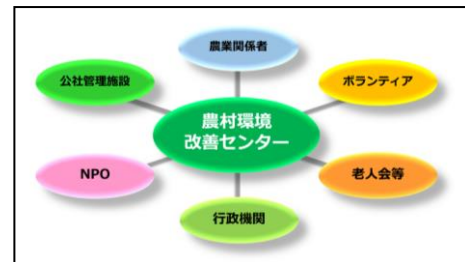 農業関係者
公社管理施設
ボランティア
農村環境
改善センター
NPO
老人会等
行政機関